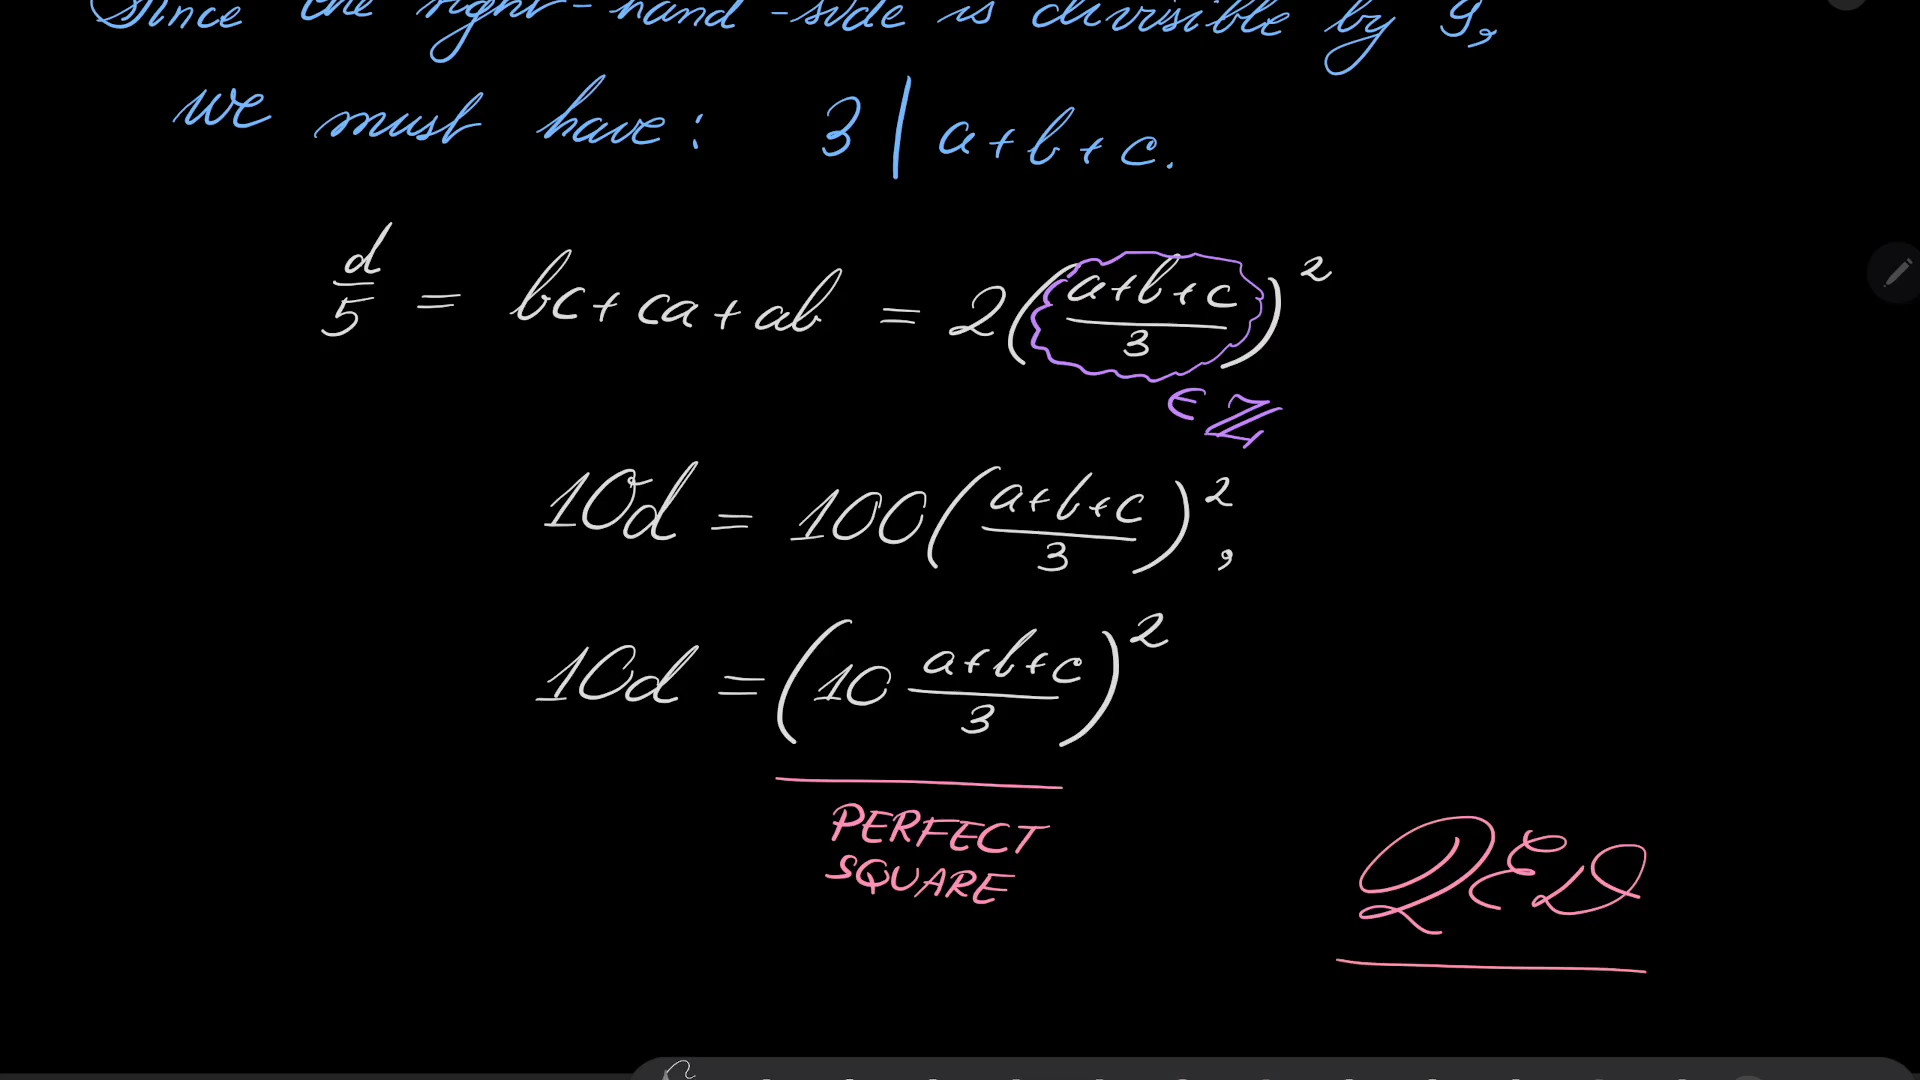 Since the right-hand-side is divisible by 9,
we must have: 3 | a+b+c.
d/5 = bc+ca+ab = 2((a+b+c)/3)²
∈ ℤ
10d = 100((a+b+c)/3)²,
10d = (10 (a+b+c)/3)²
PERFECT
SQUARE
QED